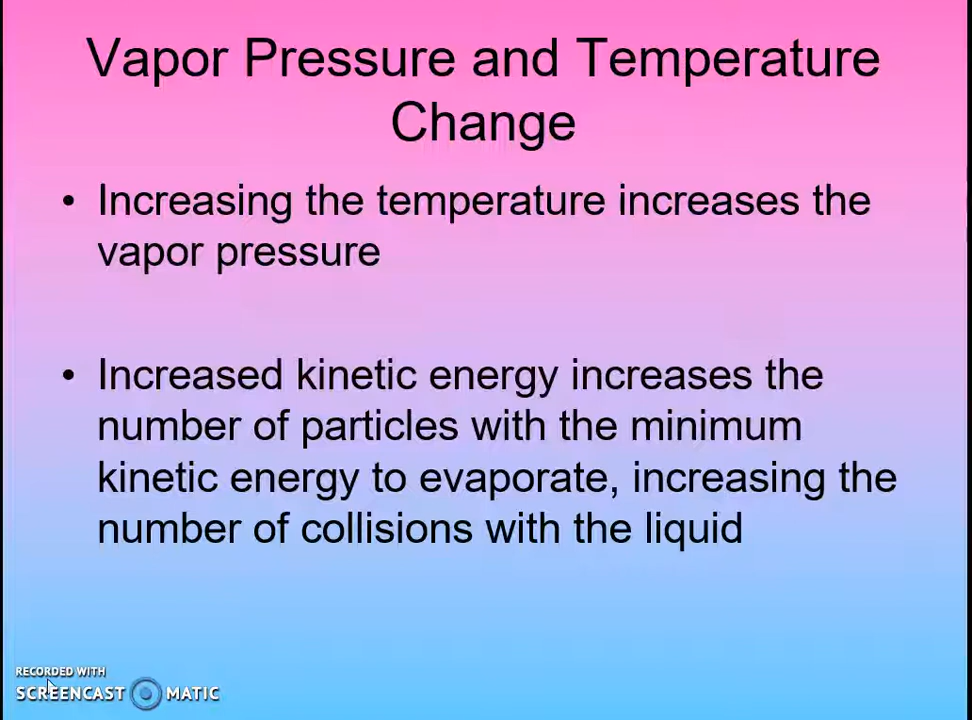 Vapor Pressure and Temperature
Change
• Increasing the temperature increases the
vapor pressure
• Increased kinetic energy increases the
number of particles with the minimum
kinetic energy to evaporate, increasing the
number of collisions with the liquid
RECORDED WITH
SCREENCAST MATIC